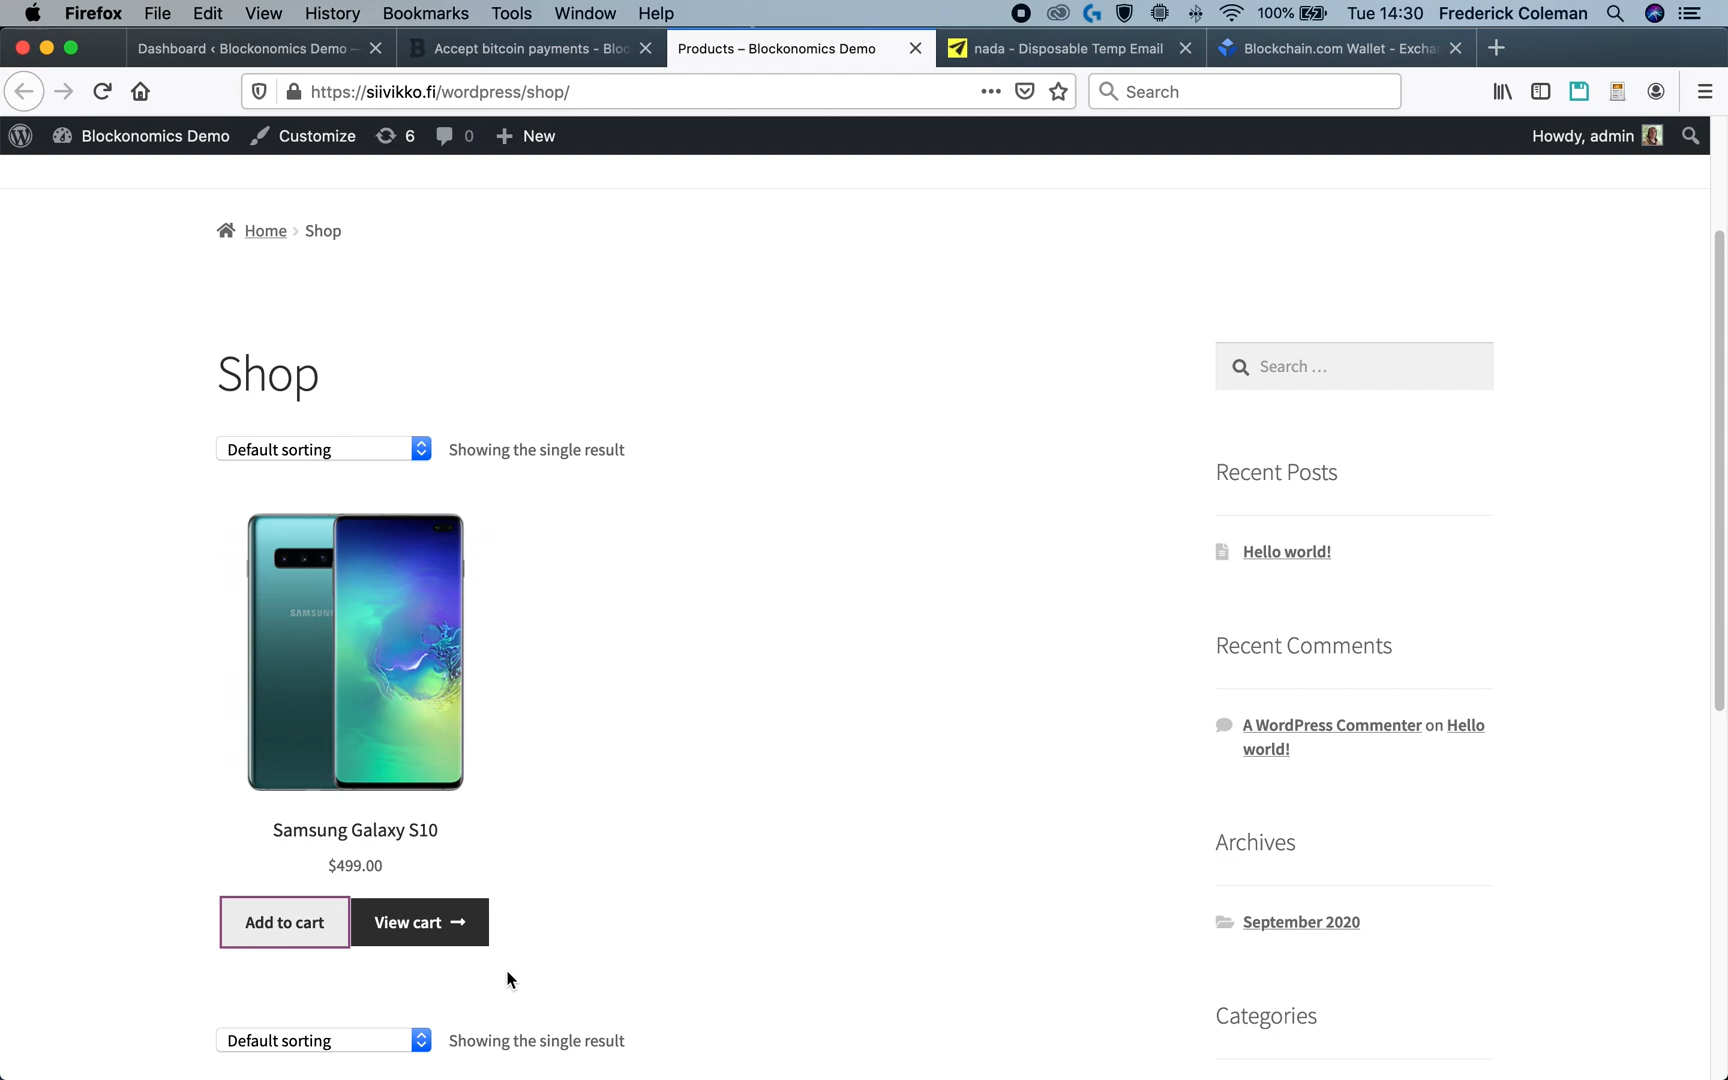 Firefox File Edit View History Bookmarks Tools Window Help 100% Tue 14:30 Frederick Coleman
Dashboard ‹ Blockonomics Demo — Accept bitcoin payments - Bloc Products – Blockonomics Demo nada - Disposable Temp Email Blockchain.com Wallet - Excha
https://siivikko.fi/wordpress/shop/ Search
Blockonomics Demo Customize 6 0 New Howdy, admin
Home Shop
Shop
Search …
Default sorting Showing the single result
Recent Posts
Hello world!
SAMSUN
Recent Comments
A WordPress Commenter on Hello
world!
Samsung Galaxy S10
$499.00
Archives
Add to cart View cart →
September 2020
Categories
Default sorting Showing the single result